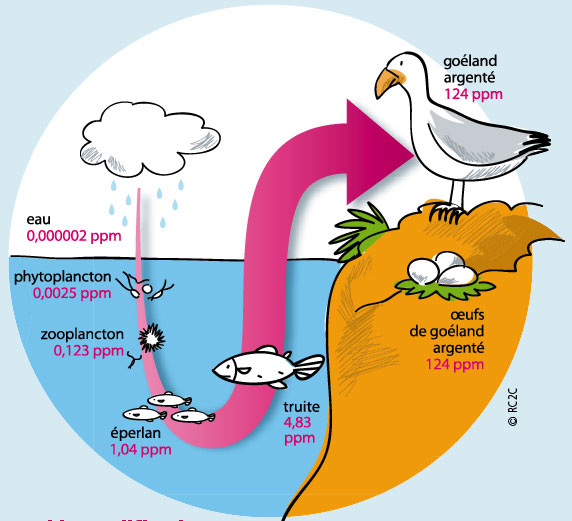 goéland
argenté
124 ppm
eau
0,000002 ppm
phytoplancton
0,0025 ppm
zooplancton
0,123 ppm
éperlan
1,04 ppm
truite
4,83
ppm
œufs
de goéland
argenté
124 ppm
© RC2C